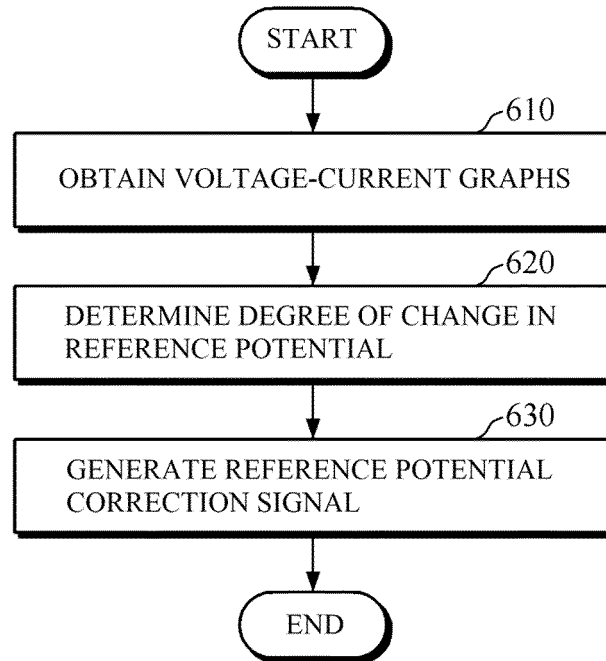 START
610
OBTAIN VOLTAGE-CURRENT GRAPHS
620
DETERMINE DEGREE OF CHANGE IN
REFERENCE POTENTIAL
630
GENERATE REFERENCE POTENTIAL
CORRECTION SIGNAL
END